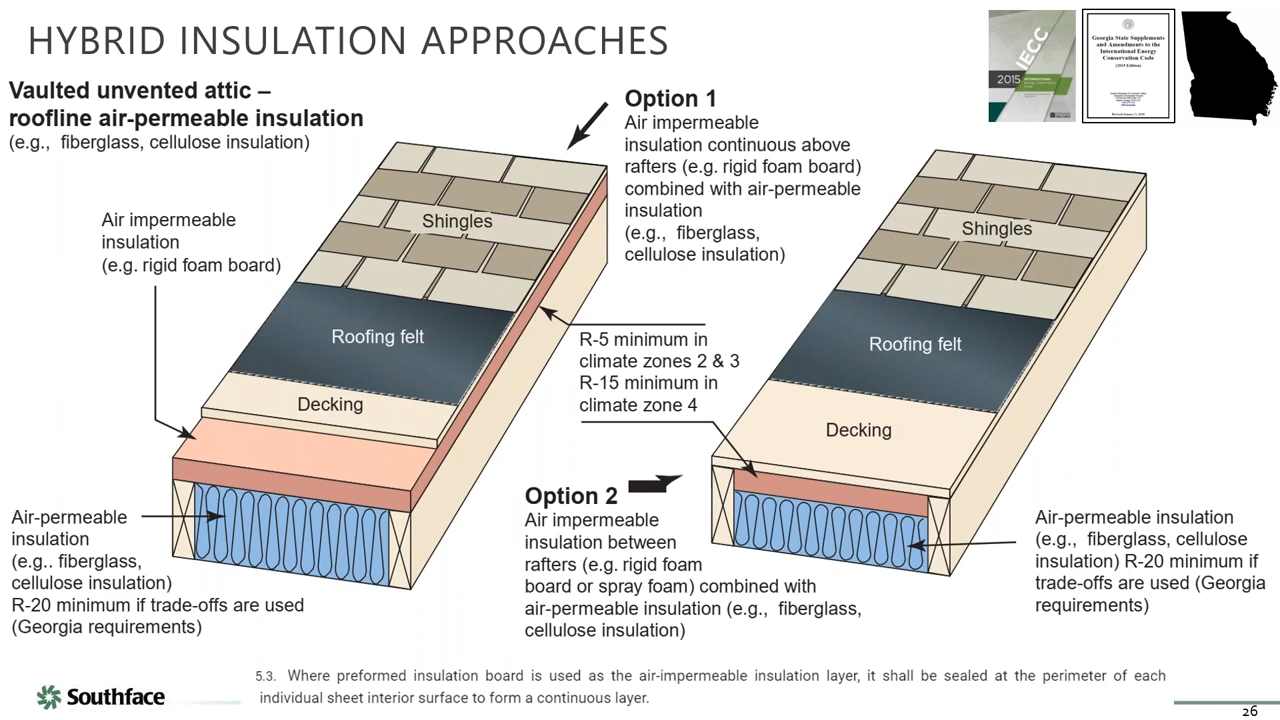 HYBRID INSULATION APPROACHES
IECC
2015
INTERNATIONAL
Georgia State Supplements
and Amendments to the
International Energy
Conservation Code
(2015 Edition)
Vaulted unvented attic –
roofline air-permeable insulation
(e.g., fiberglass, cellulose insulation)
Option 1
Air impermeable
insulation continuous above
rafters (e.g. rigid foam board)
combined with air-permeable
insulation
(e.g., fiberglass,
cellulose insulation)
Air impermeable
insulation
(e.g. rigid foam board)
Shingles
Roofing felt
Decking
Shingles
Roofing felt
Decking
R-5 minimum in
climate zones 2 & 3
R-15 minimum in
climate zone 4
Air-permeable
insulation
(e.g.. fiberglass,
cellulose insulation)
R-20 minimum if trade-offs are used
(Georgia requirements)
Option 2
Air impermeable
insulation between
rafters (e.g. rigid foam
board or spray foam) combined with
air-permeable insulation (e.g., fiberglass,
cellulose insulation)
Air-permeable insulation
(e.g., fiberglass, cellulose
insulation) R-20 minimum if
trade-offs are used (Georgia
requirements)
5.3. Where preformed insulation board is used as the air-impermeable insulation layer, it shall be sealed at the perimeter of each
individual sheet interior surface to form a continuous layer.
Southface
26